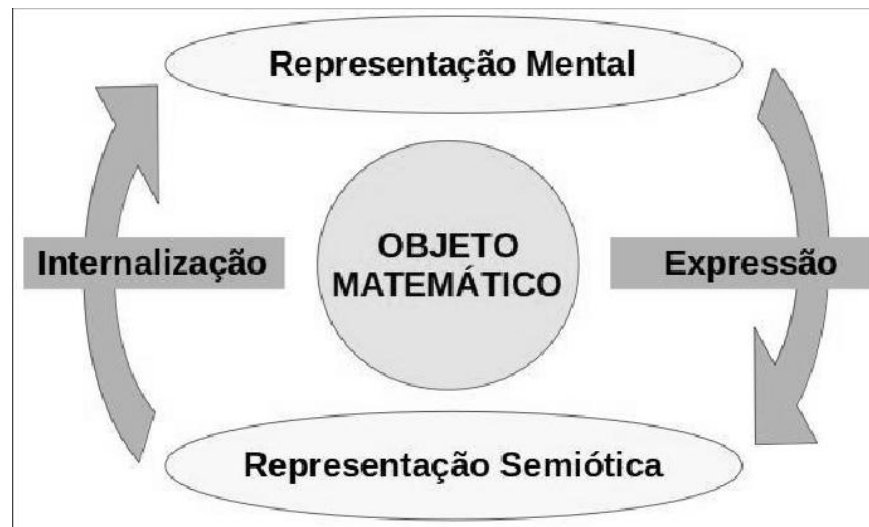 Representação Mental
Internalização
OBJETO
MATEMÁTICO
Expressão
Representação Semiótica